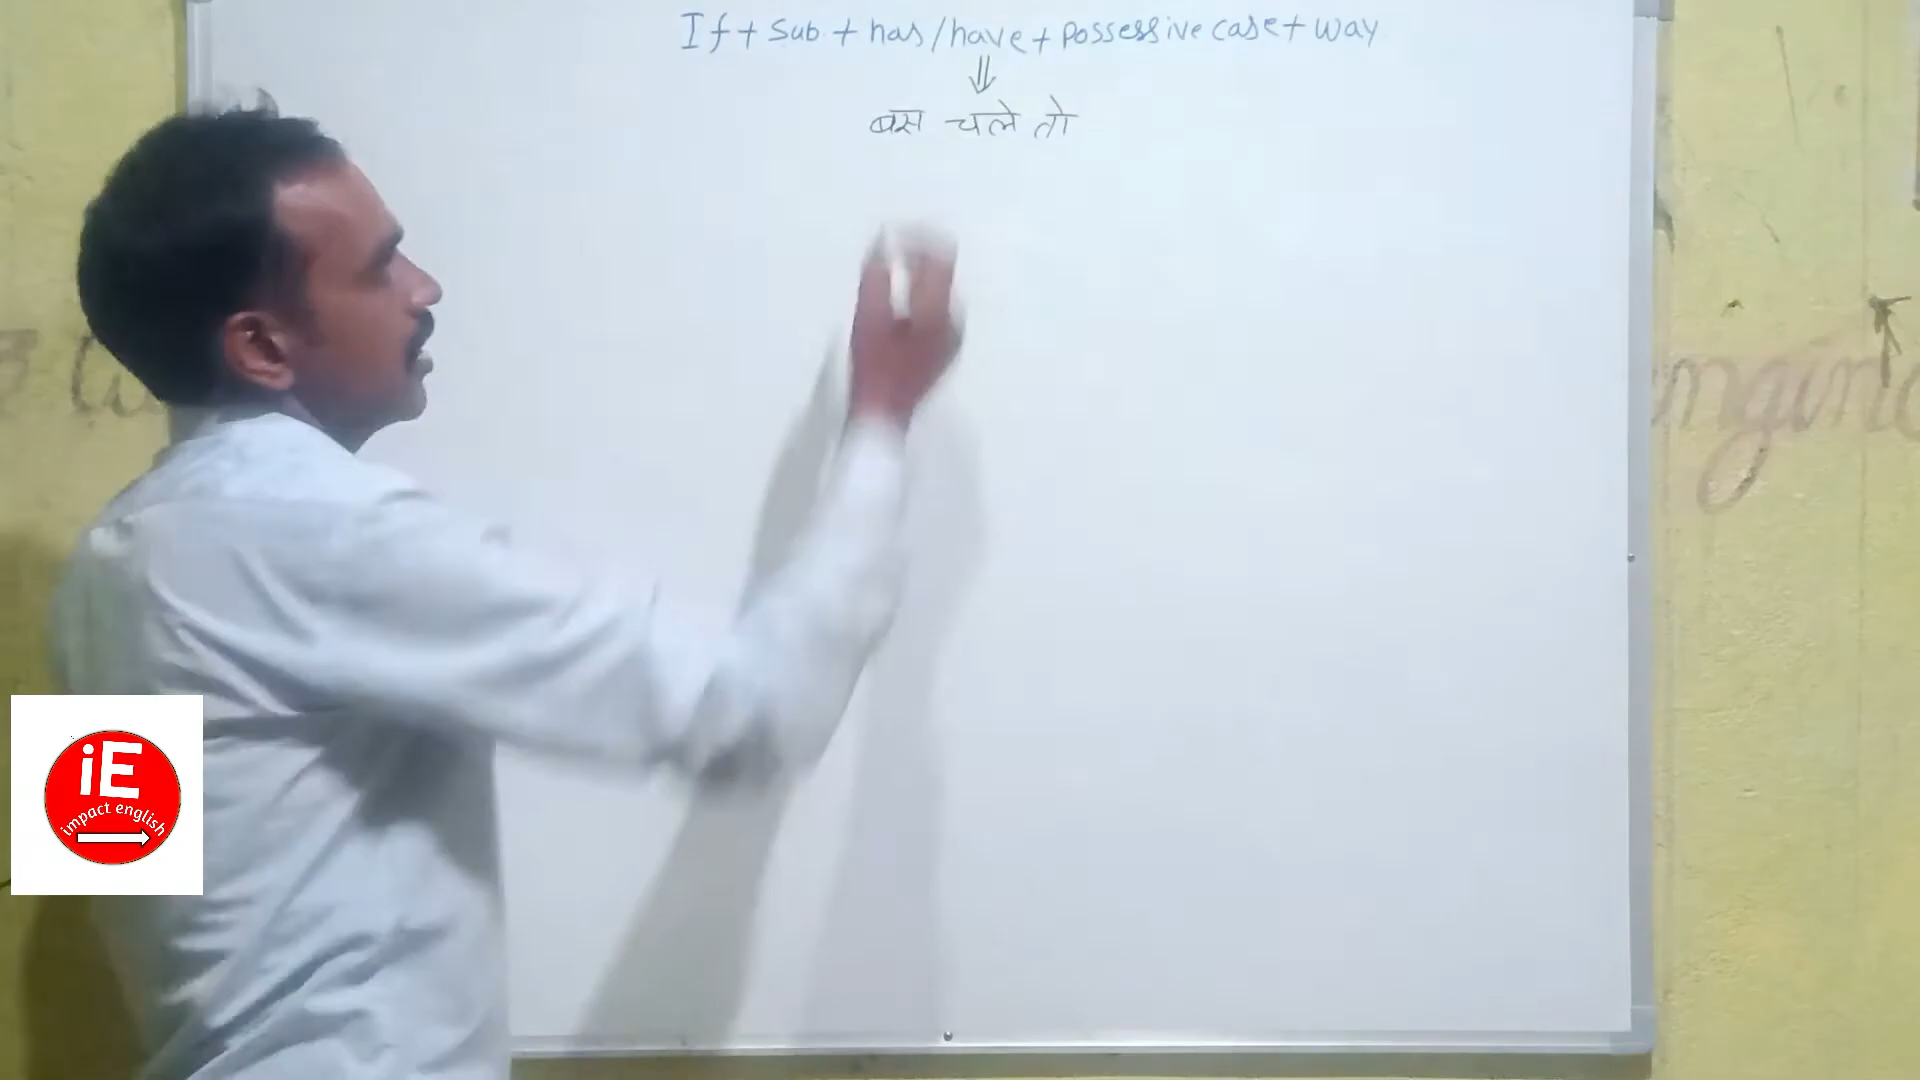 If + Sub + has/have + Possessive case + way
⇓
बस चले तो
iE
impact english